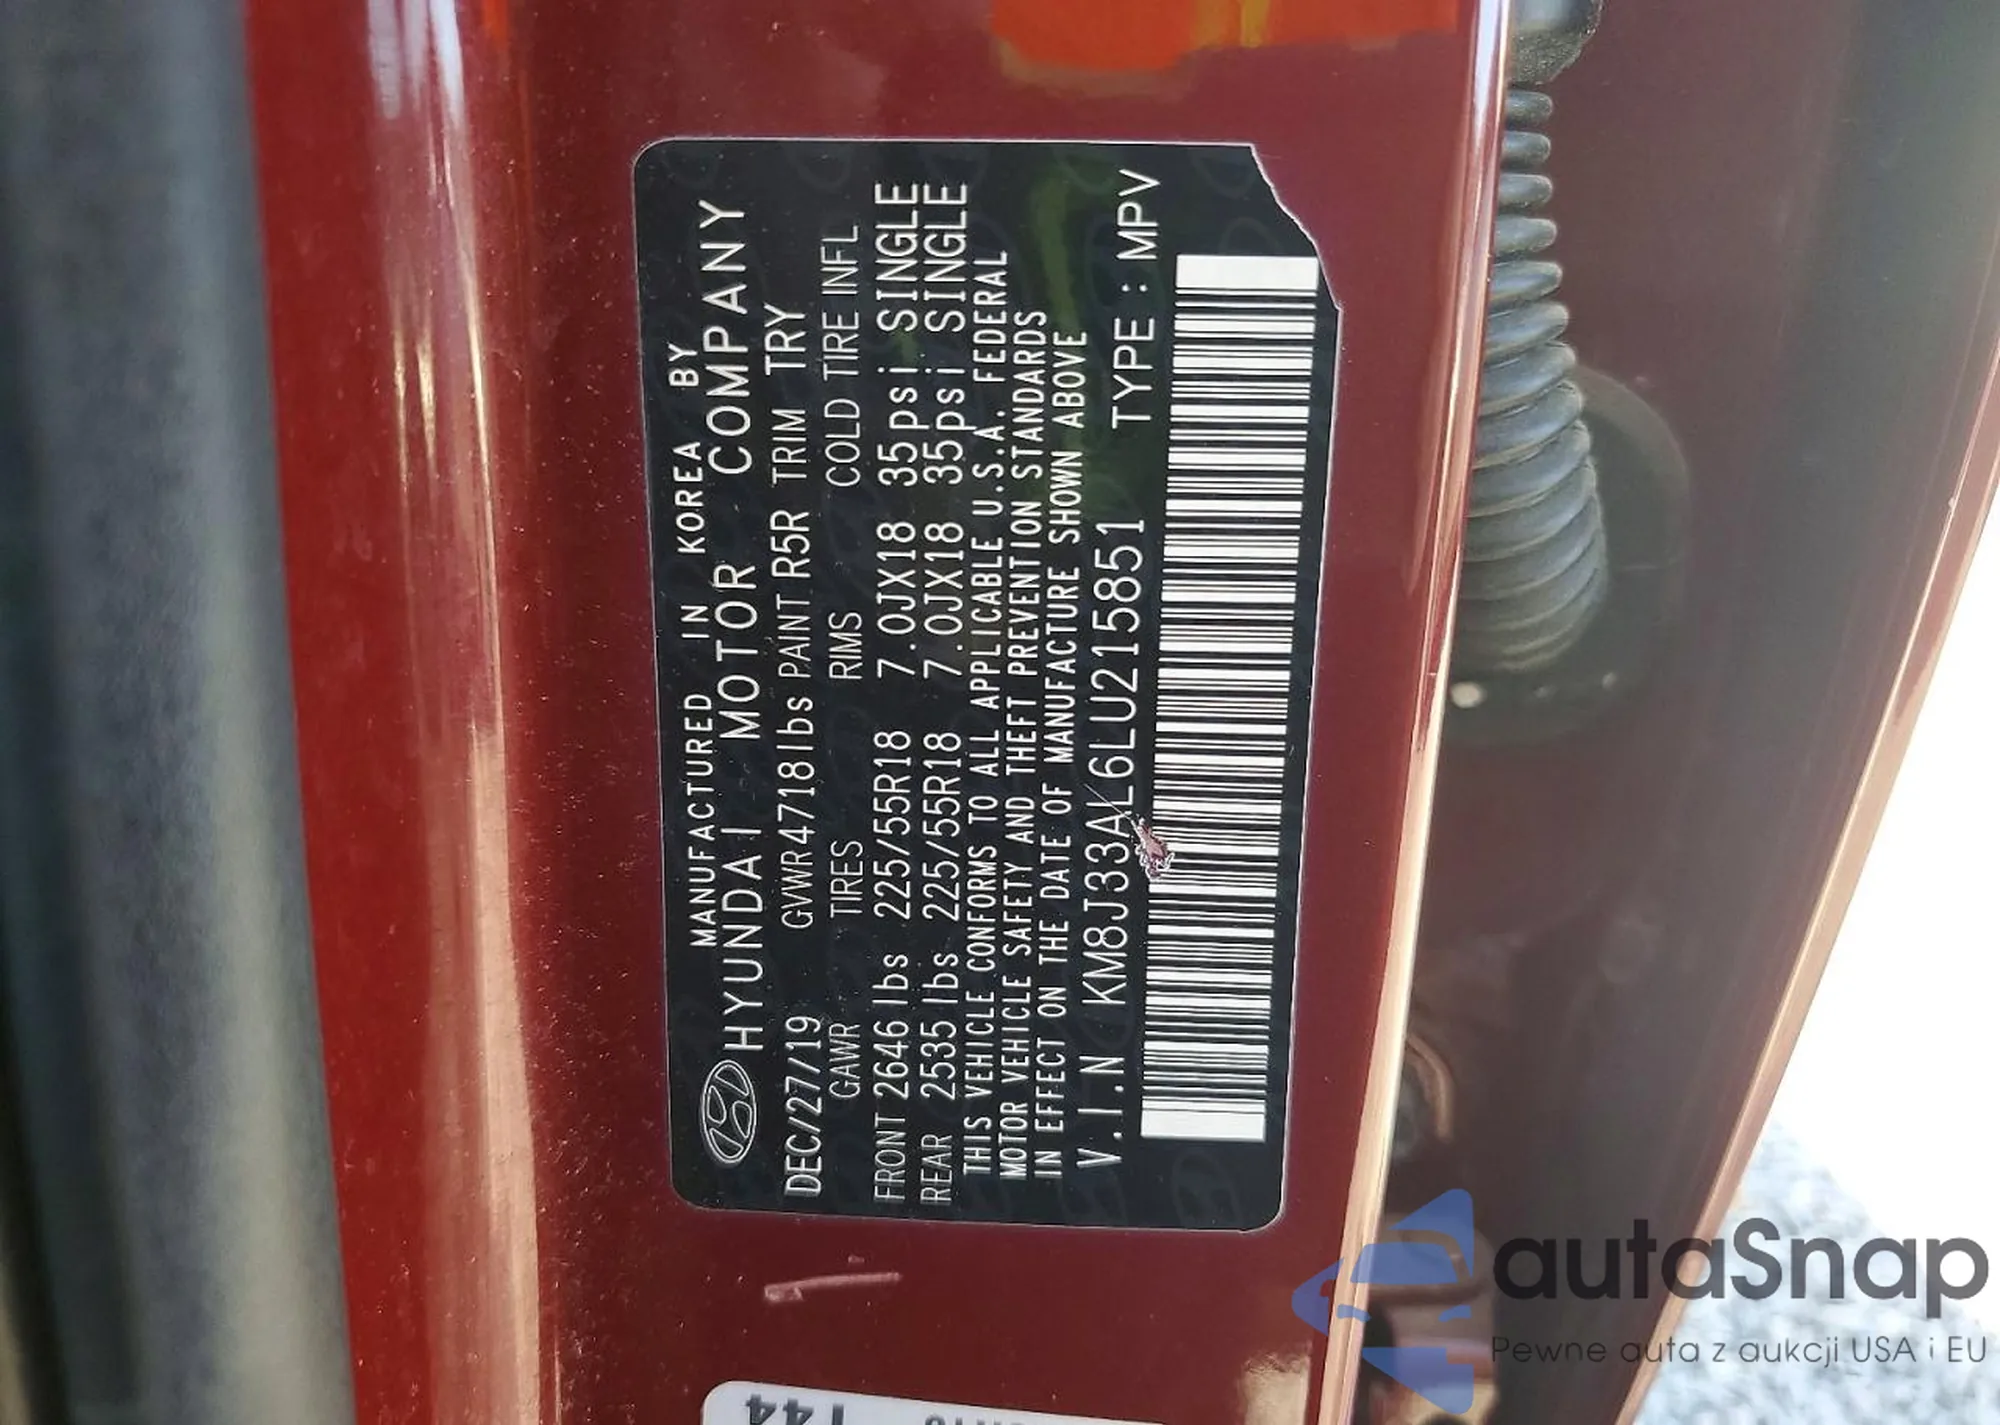 MANUFACTURED IN KOREA BY
HYUNDAI MOTOR COMPANY
DEC/27/19 GVWR4718lbs PAINT R5R TRIM TRY
GAWR TIRES RIMS COLD TIRE INFL
FRONT 2646 lbs 225/55R18 7.0JX18 35psi SINGLE
REAR 2535 lbs 225/55R18 7.0JX18 35psi SINGLE
THIS VEHICLE CONFORMS TO ALL APPLICABLE U.S.A. FEDERAL
MOTOR VEHICLE SAFETY AND THEFT PREVENTION STANDARDS
IN EFFECT ON THE DATE OF MANUFACTURE SHOWN ABOVE
V.I.N KM8J33AL6LU215851 TYPE : MPV
autaSnap
Pewne auta z aukcji USA i EU